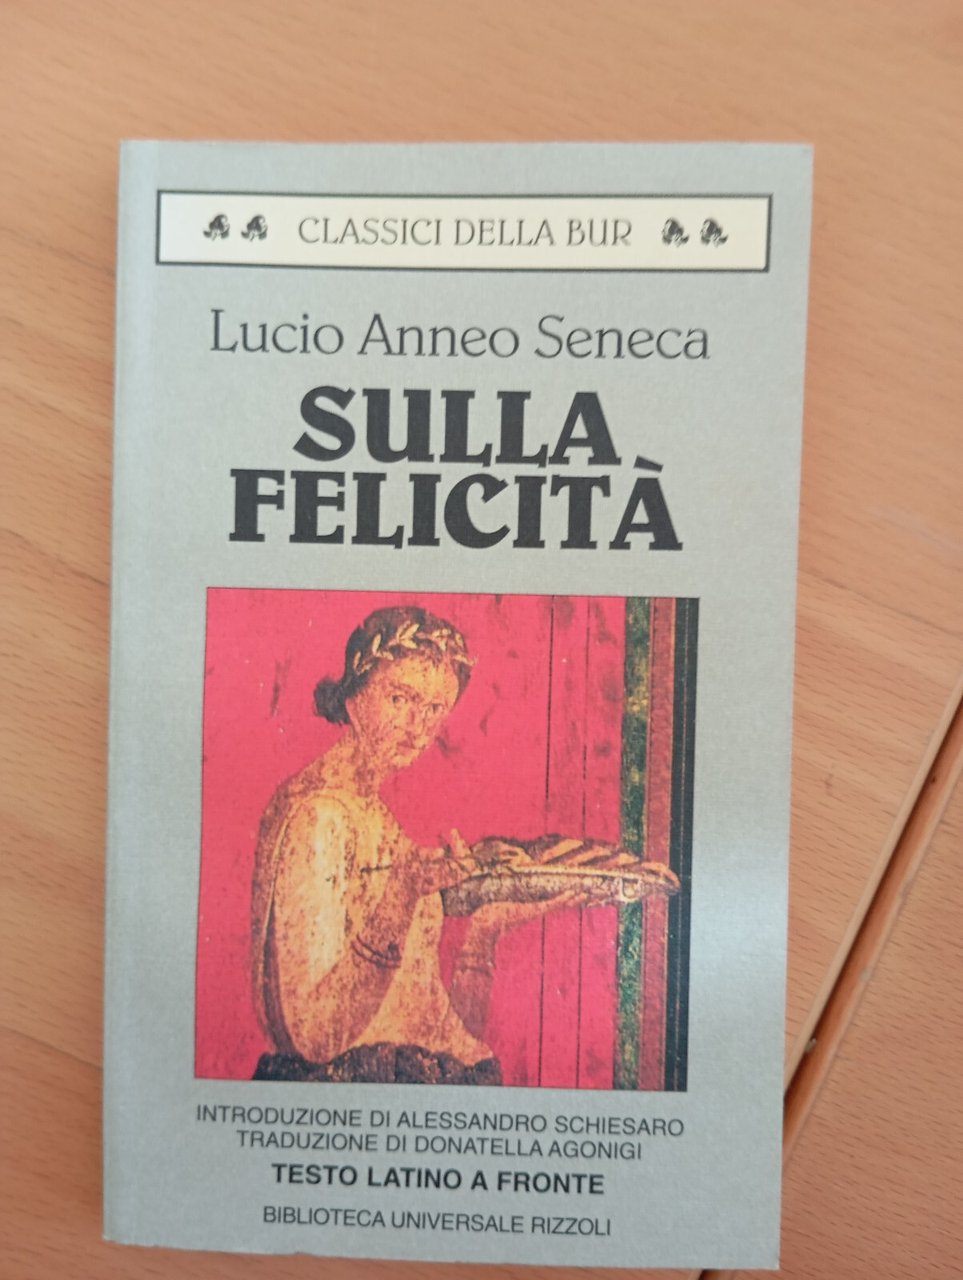 CLASSICI DELLA BUR
Lucio Anneo Seneca
SULLA
FELICITÀ
INTRODUZIONE DI ALESSANDRO SCHIESARO
TRADUZIONE DI DONATELLA AGONIGI
TESTO LATINO A FRONTE
BIBLIOTECA UNIVERSALE RIZZOLI